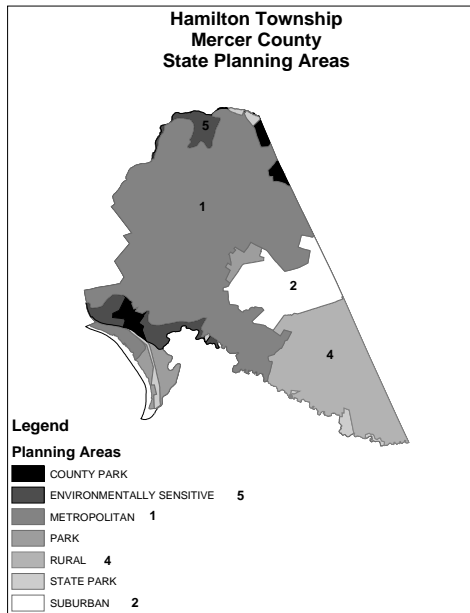 Hamilton Township
Mercer County
State Planning Areas
5
1
2
4
Legend
Planning Areas
COUNTY PARK
ENVIRONMENTALLY SENSITIVE 5
METROPOLITAN 1
PARK
RURAL 4
STATE PARK
SUBURBAN 2